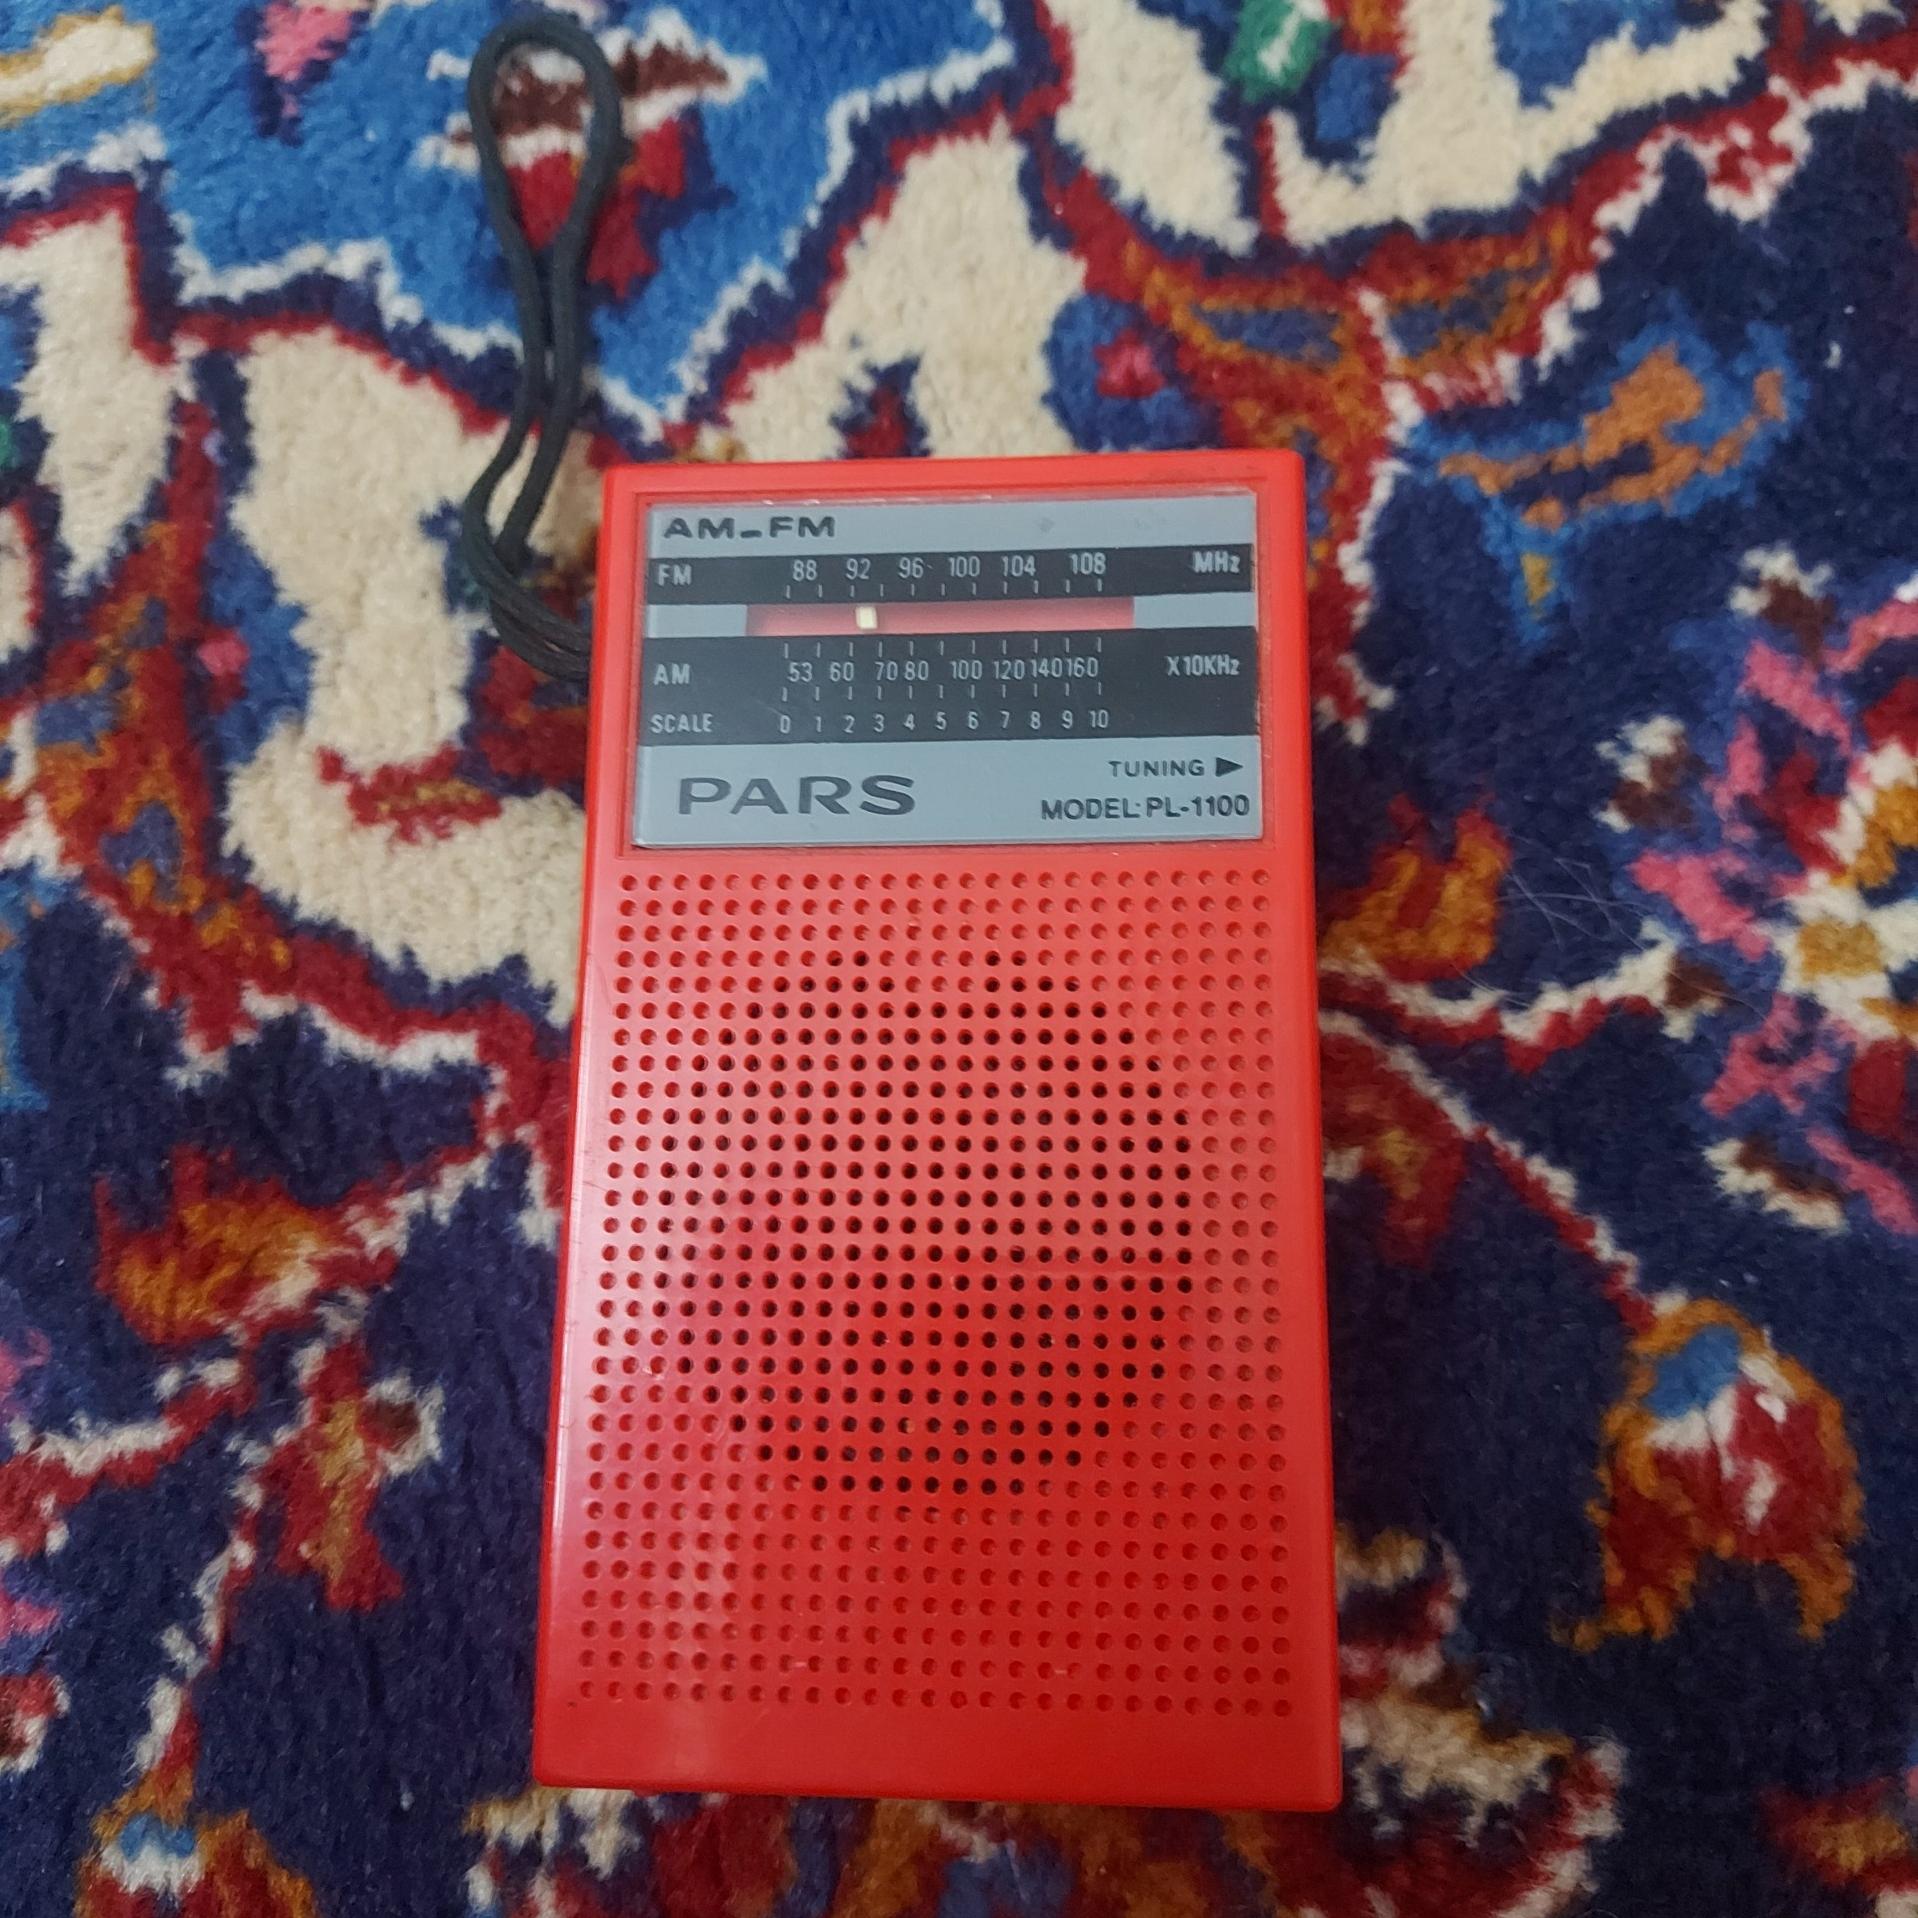 AM-FM
FM 88 92 96 100 104 108 MHz
AM 53 60 70 80 100 120 140 160 X10KHz
SCALE 0 1 2 3 4 5 6 7 8 9 10
TUNING ▶
PARS MODEL: PL-1100